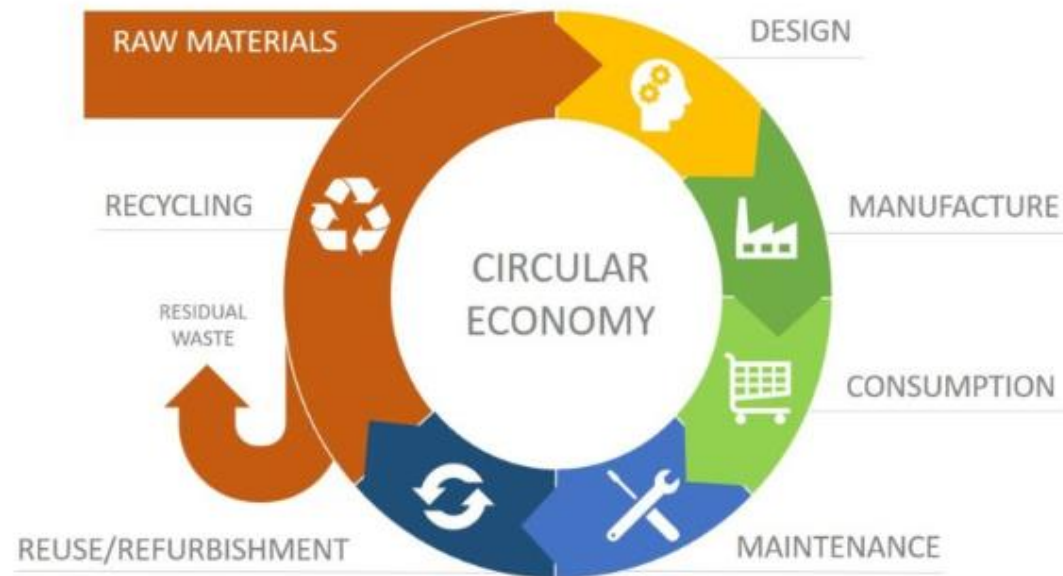 RAW MATERIALS
DESIGN
RECYCLING
MANUFACTURE
CIRCULAR
ECONOMY
RESIDUAL
WASTE
CONSUMPTION
REUSE/REFURBISHMENT
MAINTENANCE